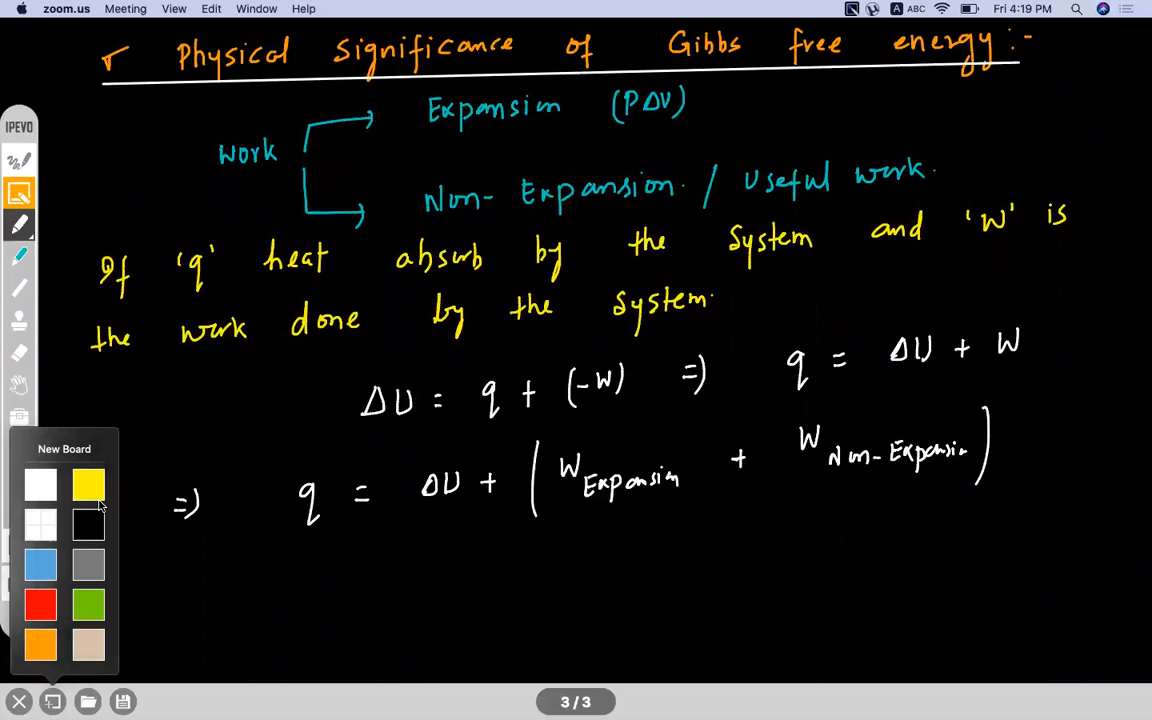 zoom.us Meeting View Edit Window Help ABC Fri 4:19 PM
Physical significance of Gibbs free energy:-
Expansion (PΔU)
Work
Non-Expansion. / Useful work.
If 'q' heat absorb by the system and 'W' is
the work done by the system.
ΔU = q + (-W) => q = ΔU + W
=> q = ΔU + (W Expansion + W Non-Expansion)
IPEVO
New Board
3/3